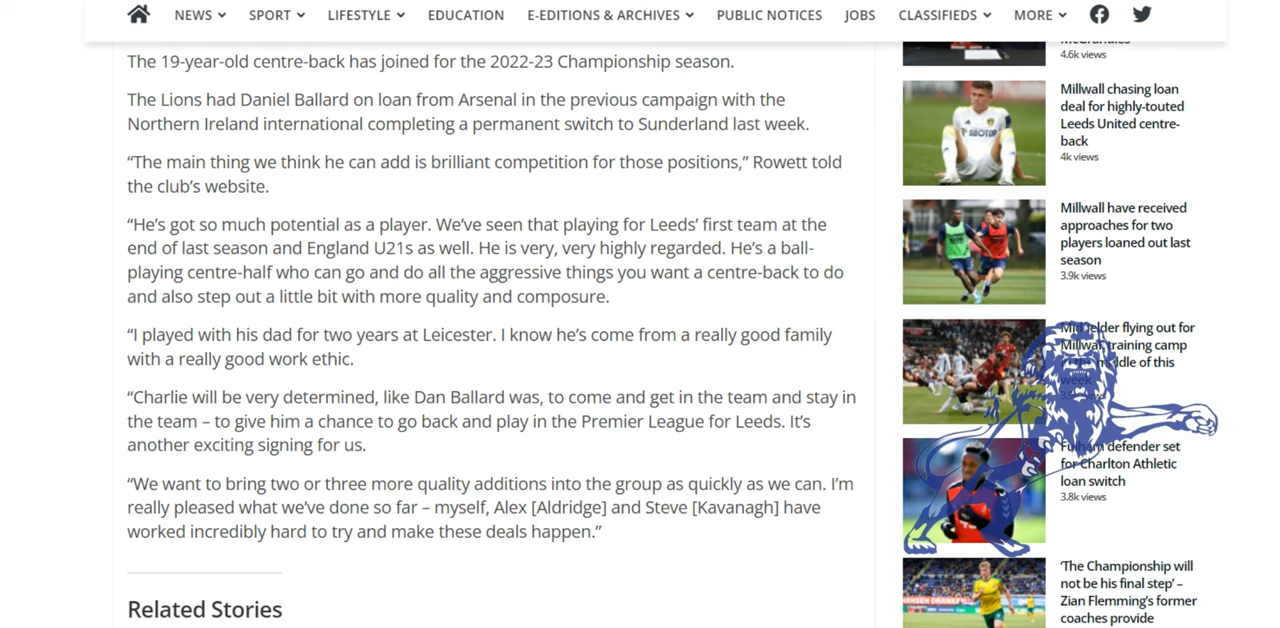 NEWS SPORT LIFESTYLE EDUCATION E-EDITIONS & ARCHIVES PUBLIC NOTICES JOBS CLASSIFIEDS MORE
The 19-year-old centre-back has joined for the 2022-23 Championship season.
The Lions had Daniel Ballard on loan from Arsenal in the previous campaign with the
Northern Ireland international completing a permanent switch to Sunderland last week.
“The main thing we think he can add is brilliant competition for those positions,” Rowett told
the club’s website.
“He’s got so much potential as a player. We’ve seen that playing for Leeds’ first team at the
end of last season and England U21s as well. He is very, very highly regarded. He’s a ball-
playing centre-half who can go and do all the aggressive things you want a centre-back to do
and also step out a little bit with more quality and composure.
“I played with his dad for two years at Leicester. I know he’s come from a really good family
with a really good work ethic.
“Charlie will be very determined, like Dan Ballard was, to come and get in the team and stay in
the team – to give him a chance to go back and play in the Premier League for Leeds. It’s
another exciting signing for us.
“We want to bring two or three more quality additions into the group as quickly as we can. I’m
really pleased what we’ve done so far – myself, Alex [Aldridge] and Steve [Kavanagh] have
worked incredibly hard to try and make these deals happen.”
Related Stories
4.6k views
Millwall chasing loan
deal for highly-touted
Leeds United centre-
back
4k views
SBOTOP
Millwall have received
approaches for two
players loaned out last
season
3.9k views
Midfielder flying out for
Millwall training camp
in the middle of this
week
Fulham defender set
for Charlton Athletic
loan switch
3.8k views
‘The Championship will
not be his final step’ –
Zian Flemming’s former
coaches provide